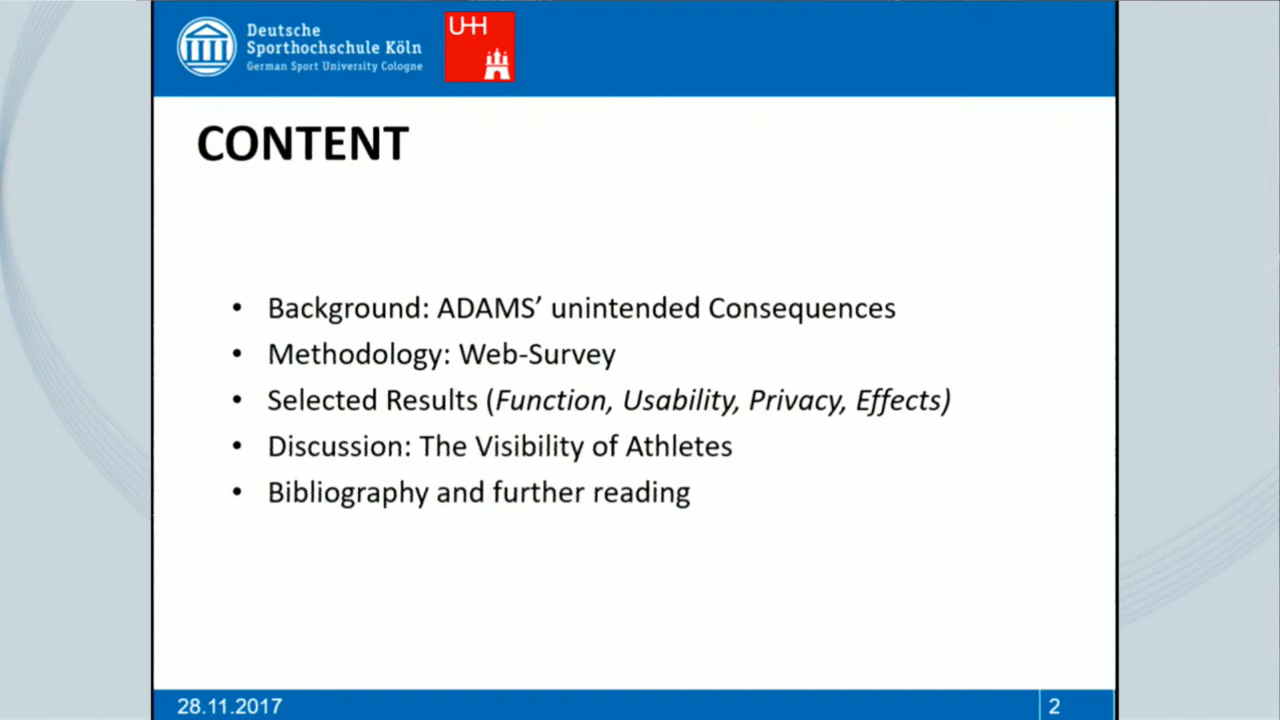 Deutsche
Sporthochschule Köln
German Sport University Cologne
UHH
CONTENT
• Background: ADAMS’ unintended Consequences
• Methodology: Web-Survey
• Selected Results (Function, Usability, Privacy, Effects)
• Discussion: The Visibility of Athletes
• Bibliography and further reading
28.11.2017
2